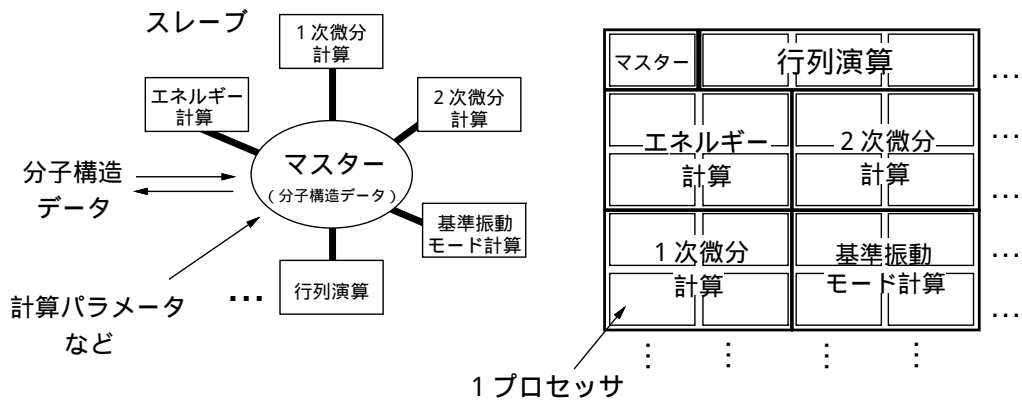 スレーブ
1次微分
計算
エネルギー
計算
2次微分
計算
マスター
（分子構造データ）
分子構造
データ
基準振動
モード計算
行列演算
…
計算パラメータ
など
マスター
行列演算
…
エネルギー
計算
2次微分
計算
…
…
1次微分
計算
基準振動
モード計算
…
…
… … … …
1プロセッサ